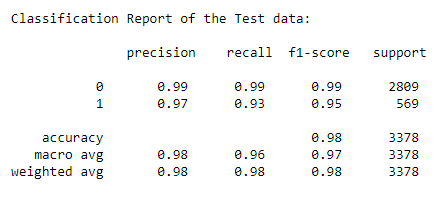 Classification Report of the Test data:
precision recall f1-score support
0 0.99 0.99 0.99 2809
1 0.97 0.93 0.95 569
accuracy 0.98 3378
macro avg 0.98 0.96 0.97 3378
weighted avg 0.98 0.98 0.98 3378